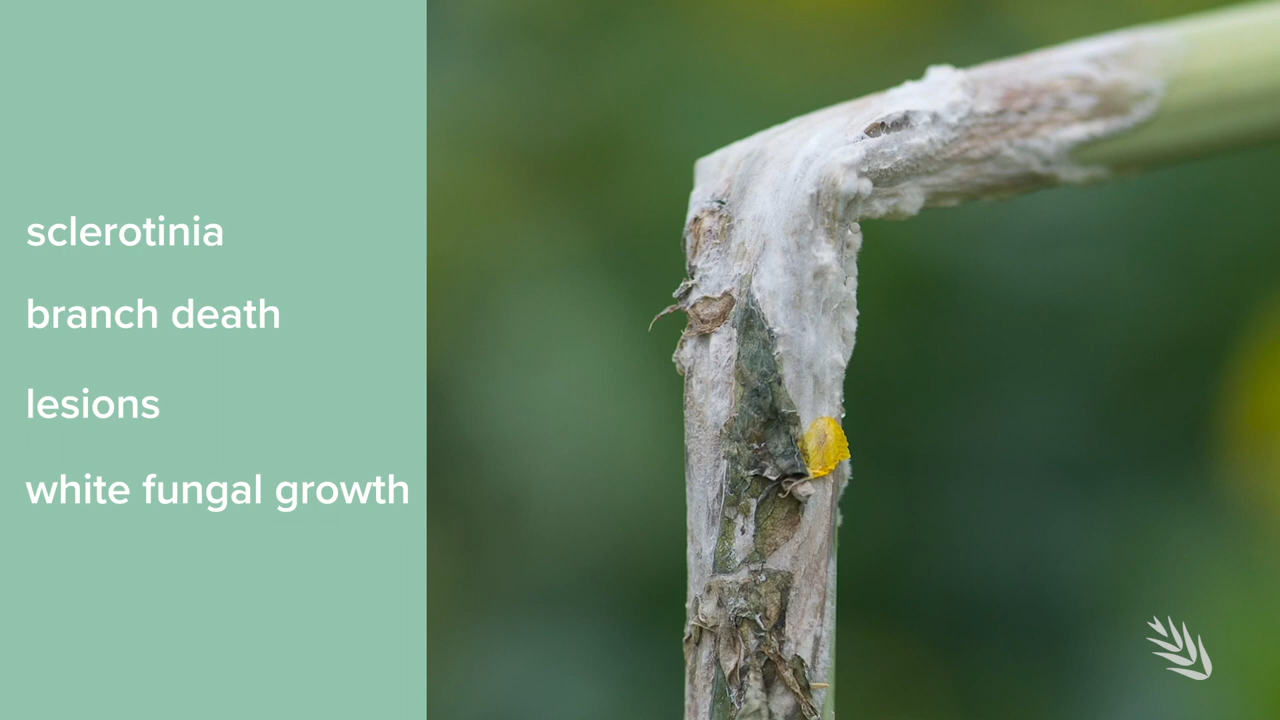 sclerotinia
branch death
lesions
white fungal growth